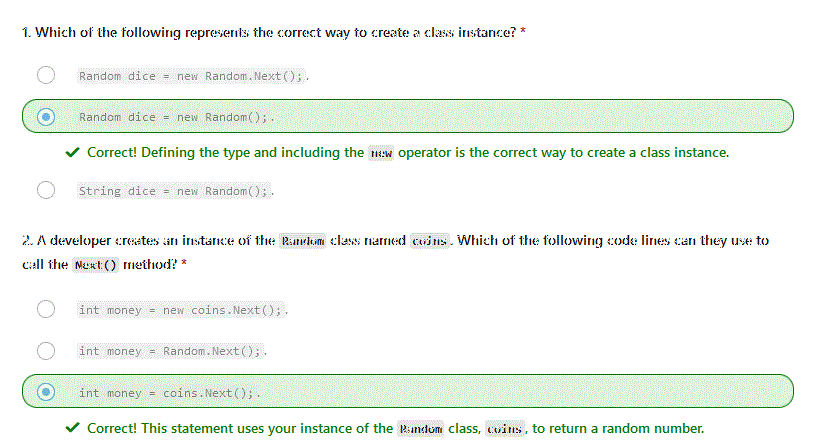 1. Which of the following represents the correct way to create a class instance? *
Random dice = new Random.Next();.
Random dice = new Random();.
✓ Correct! Defining the type and including the new operator is the correct way to create a class instance.
String dice = new Random();.
2. A developer creates an instance of the Random class named coins. Which of the following code lines can they use to
call the Next() method? *
int money = new coins.Next();.
int money = Random.Next();.
int money = coins.Next();.
✓ Correct! This statement uses your instance of the Random class, coins, to return a random number.